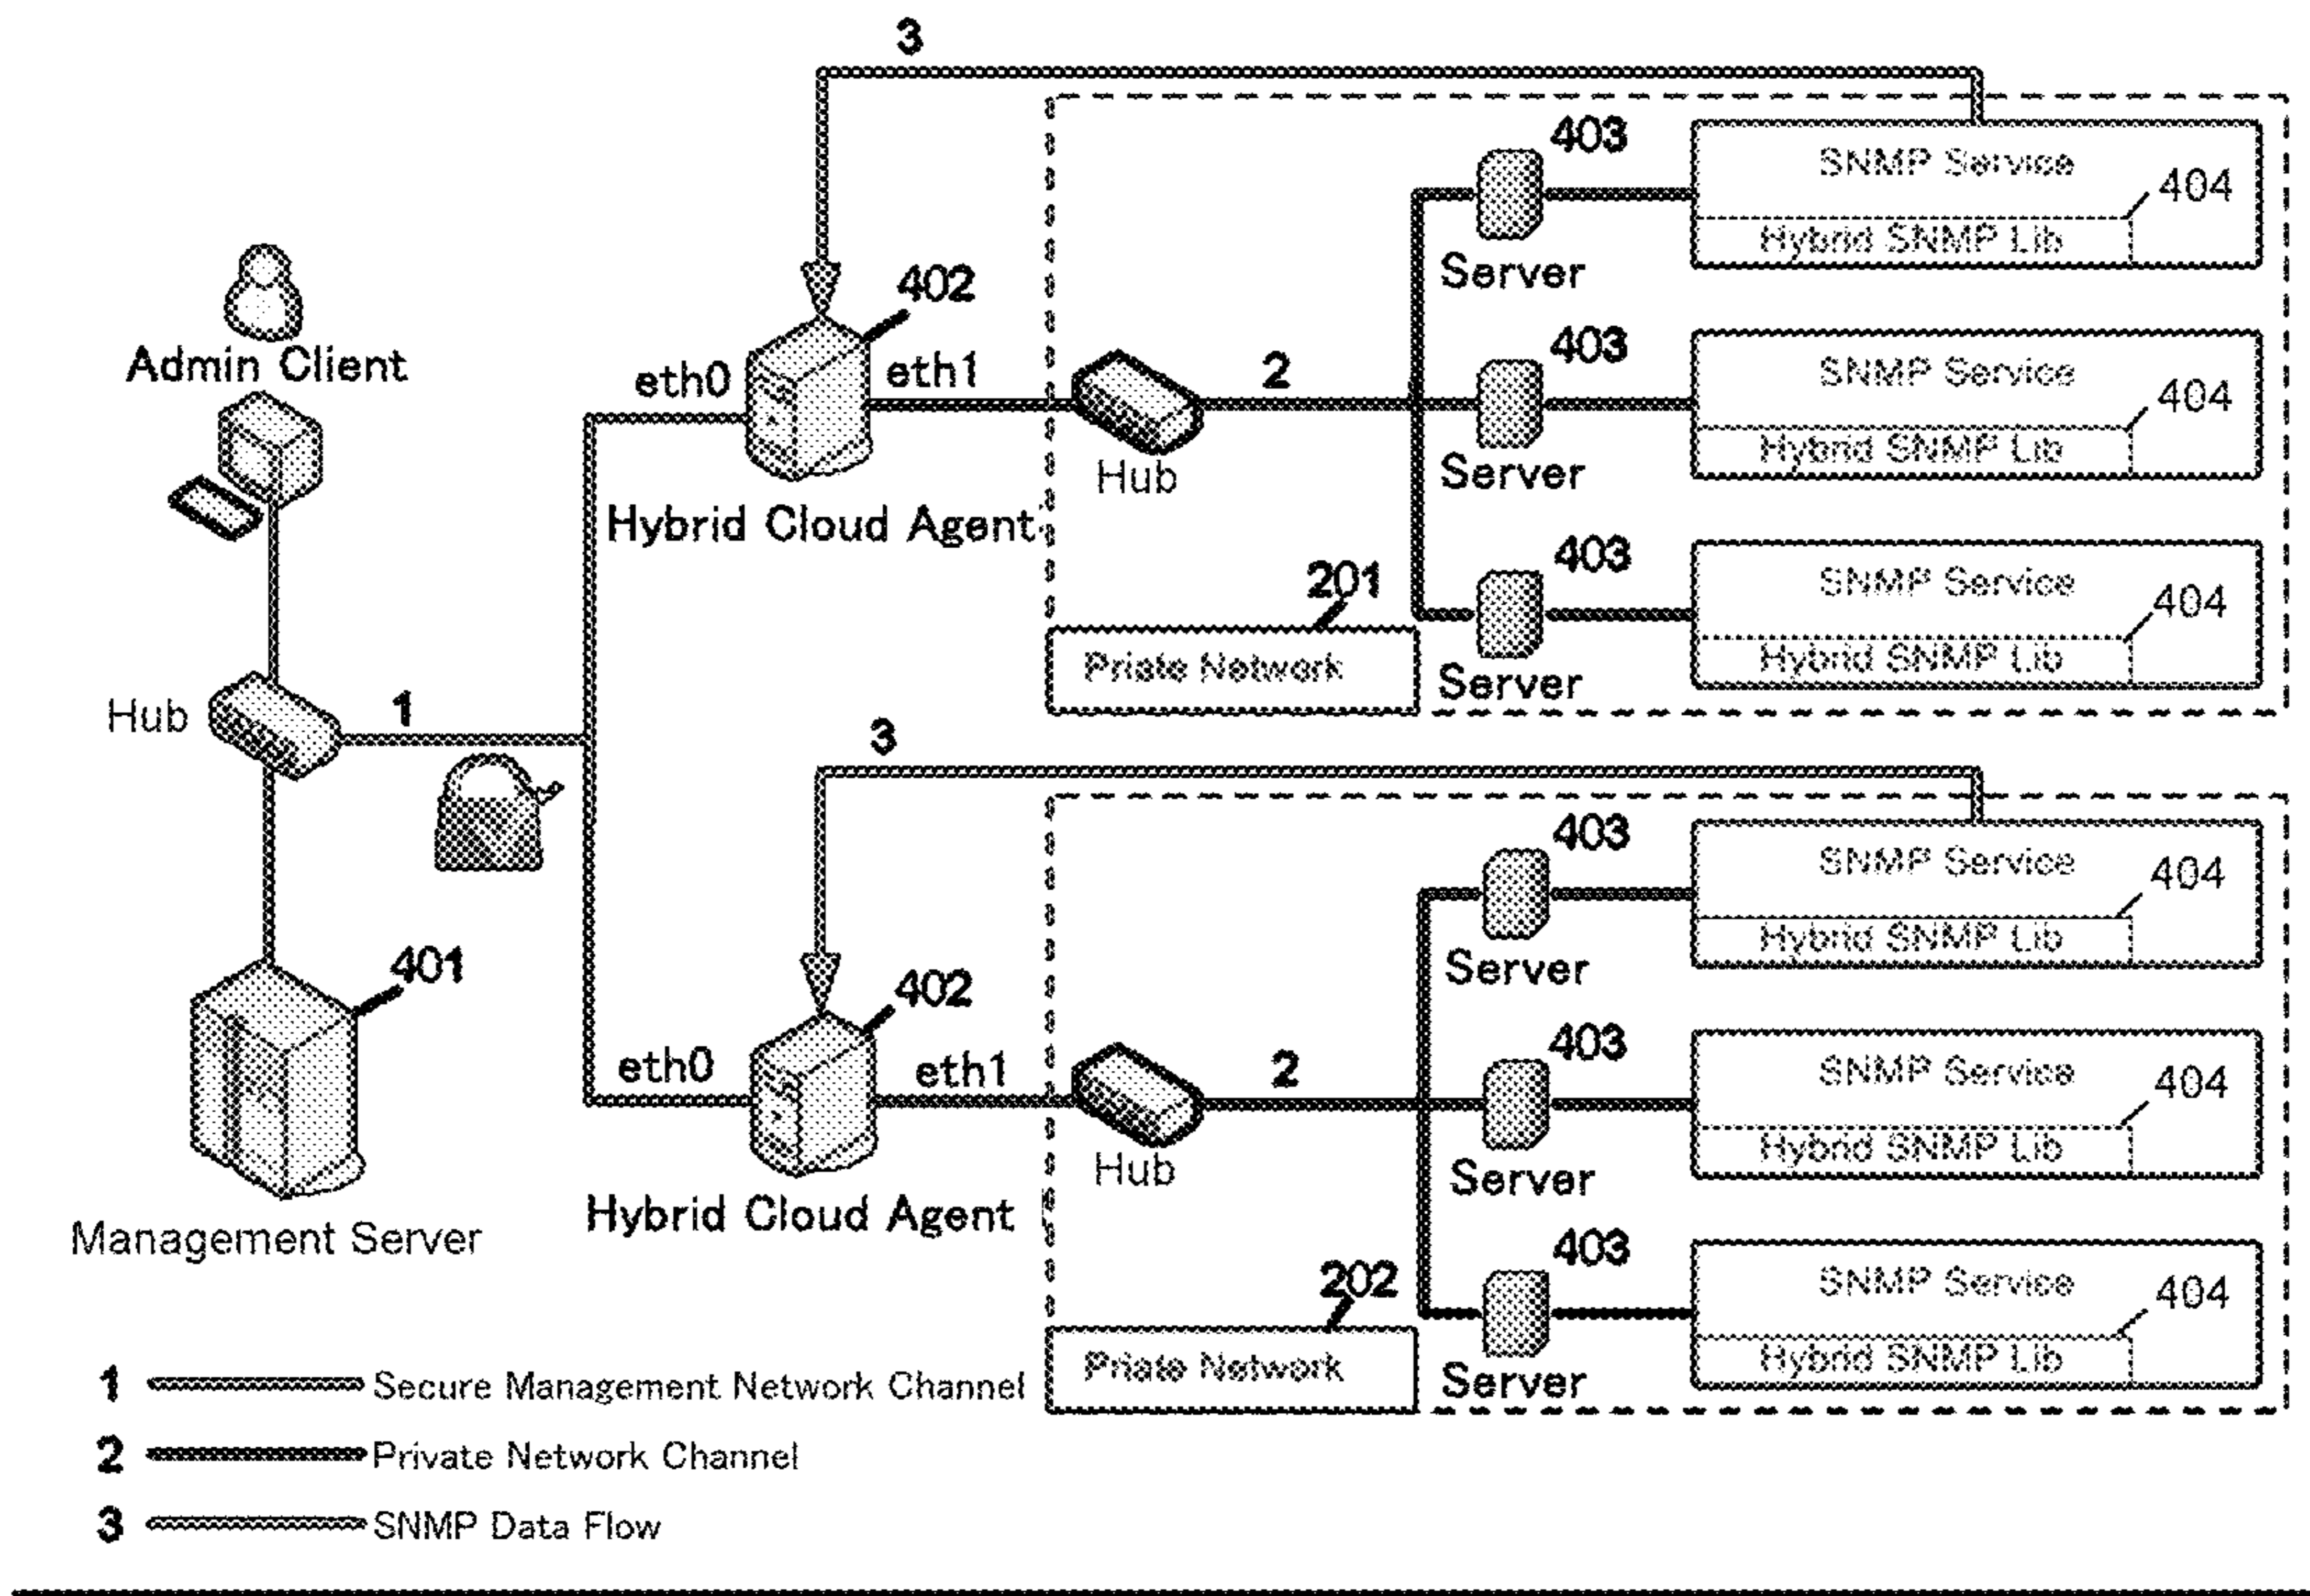 3
403
SNMP Service
404
Hybrid SNMP Lib
Server
402
Admin Client
eth0
eth1
2
403
SNMP Service
404
Hybrid SNMP Lib
Hub
Server
Hybrid Cloud Agent
403
SNMP Service
404
Hybrid SNMP Lib
201
Priate Network
Server
Hub
1
3
403
SNMP Service
404
Hybrid SNMP Lib
Server
401
402
eth0
eth1
2
403
SNMP Service
404
Hybrid SNMP Lib
Hub
Server
Management Server
Hybrid Cloud Agent
403
SNMP Service
404
Hybrid SNMP Lib
202
Priate Network
Server
1 Secure Management Network Channel
2 Private Network Channel
3 SNMP Data Flow